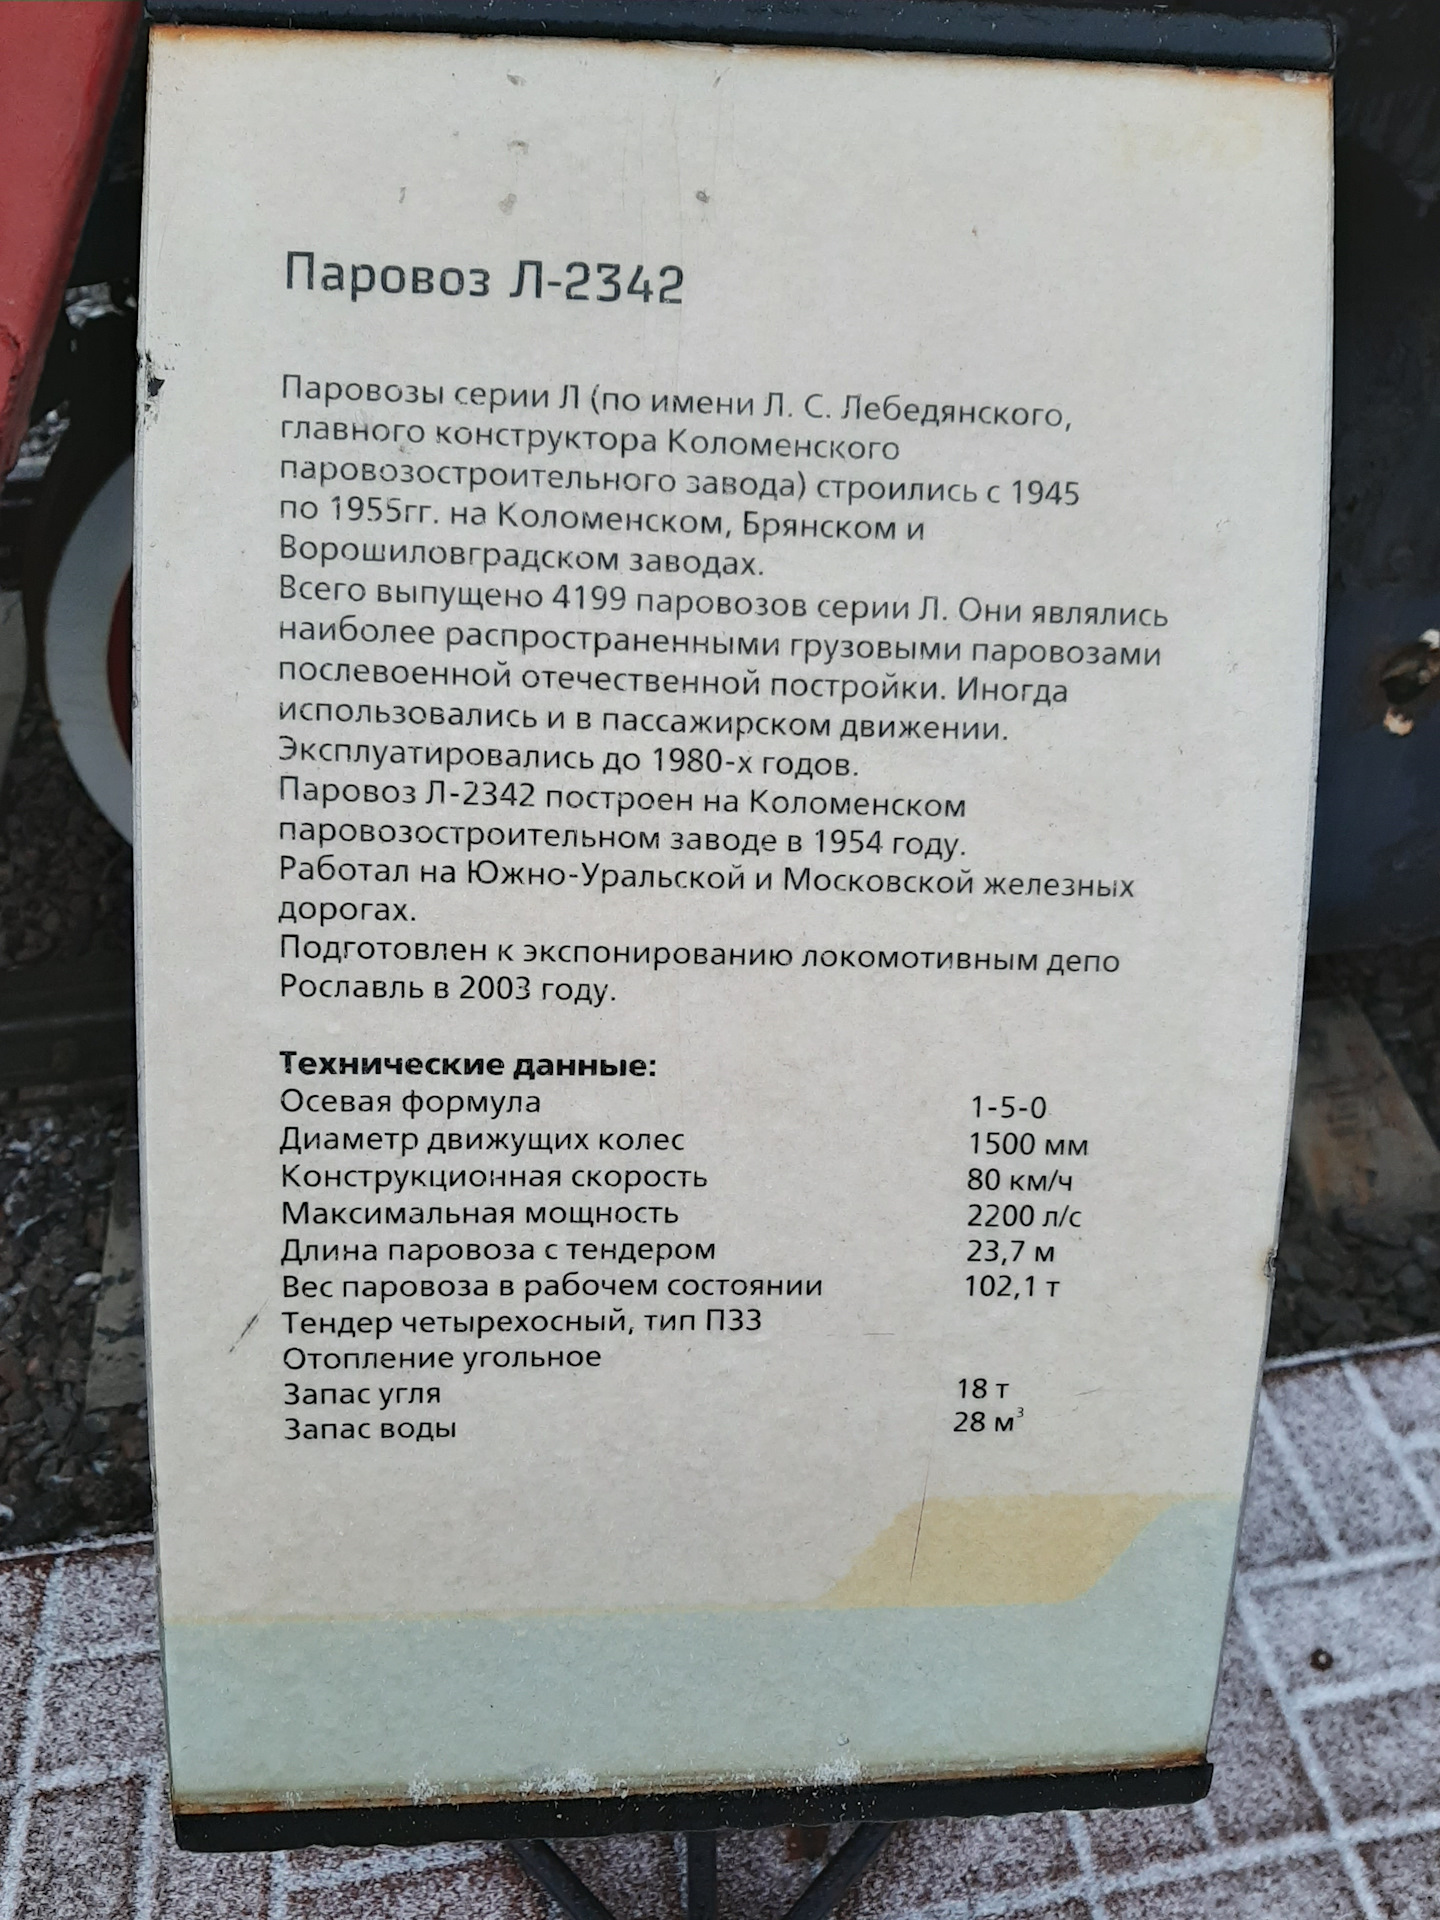 Паровоз Л-2342
Паровозы серии Л (по имени Л. С. Лебедянского,
главного конструктора Коломенского
паровозостроительного завода) строились с 1945
по 1955гг. на Коломенском, Брянском и
Ворошиловградском заводах.
Всего выпущено 4199 паровозов серии Л. Они являлись
наиболее распространенными грузовыми паровозами
послевоенной отечественной постройки. Иногда
использовались и в пассажирском движении.
Эксплуатировались до 1980-х годов.
Паровоз Л-2342 построен на Коломенском
паровозостроительном заводе в 1954 году.
Работал на Южно-Уральской и Московской железных
дорогах.
Подготовлен к экспонированию локомотивным депо
Рославль в 2003 году.
Технические данные:
Осевая формула 1-5-0
Диаметр движущих колес 1500 мм
Конструкционная скорость 80 км/ч
Максимальная мощность 2200 л/с
Длина паровоза с тендером 23,7 м
Вес паровоза в рабочем состоянии 102,1 т
Тендер четырехосный, тип П33
Отопление угольное
Запас угля 18 т
Запас воды 28 м³